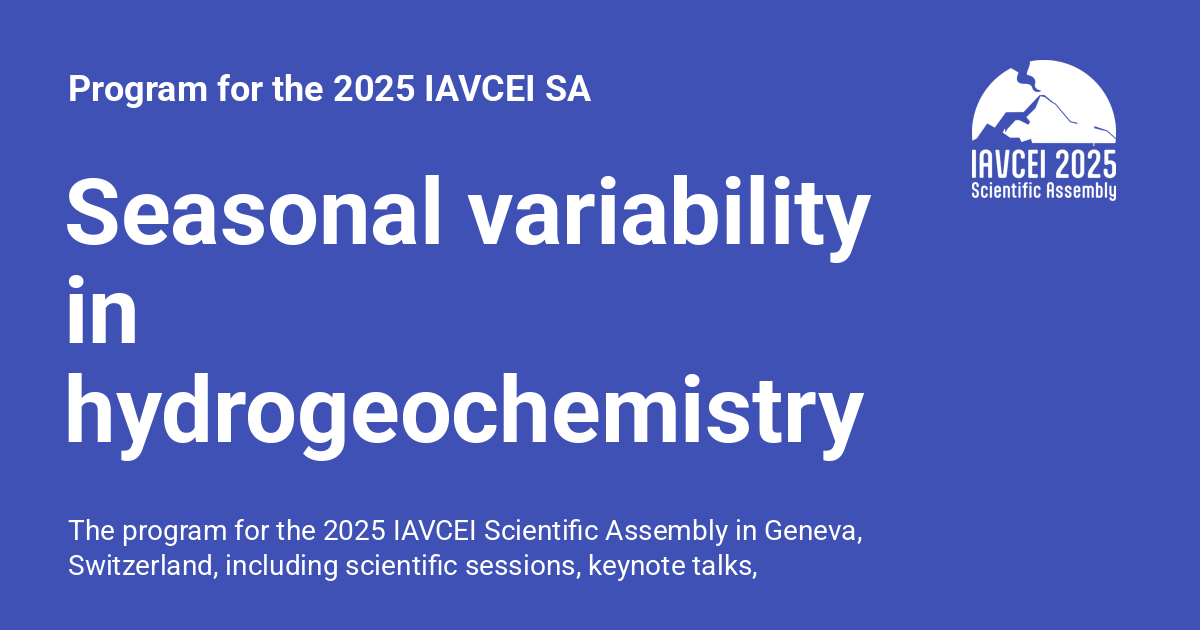 Program for the 2025 IAVCEI SA
IAVCEI 2025
Scientific Assembly
Seasonal variability
in
hydrogeochemistry
The program for the 2025 IAVCEI Scientific Assembly in Geneva,
Switzerland, including scientific sessions, keynote talks,